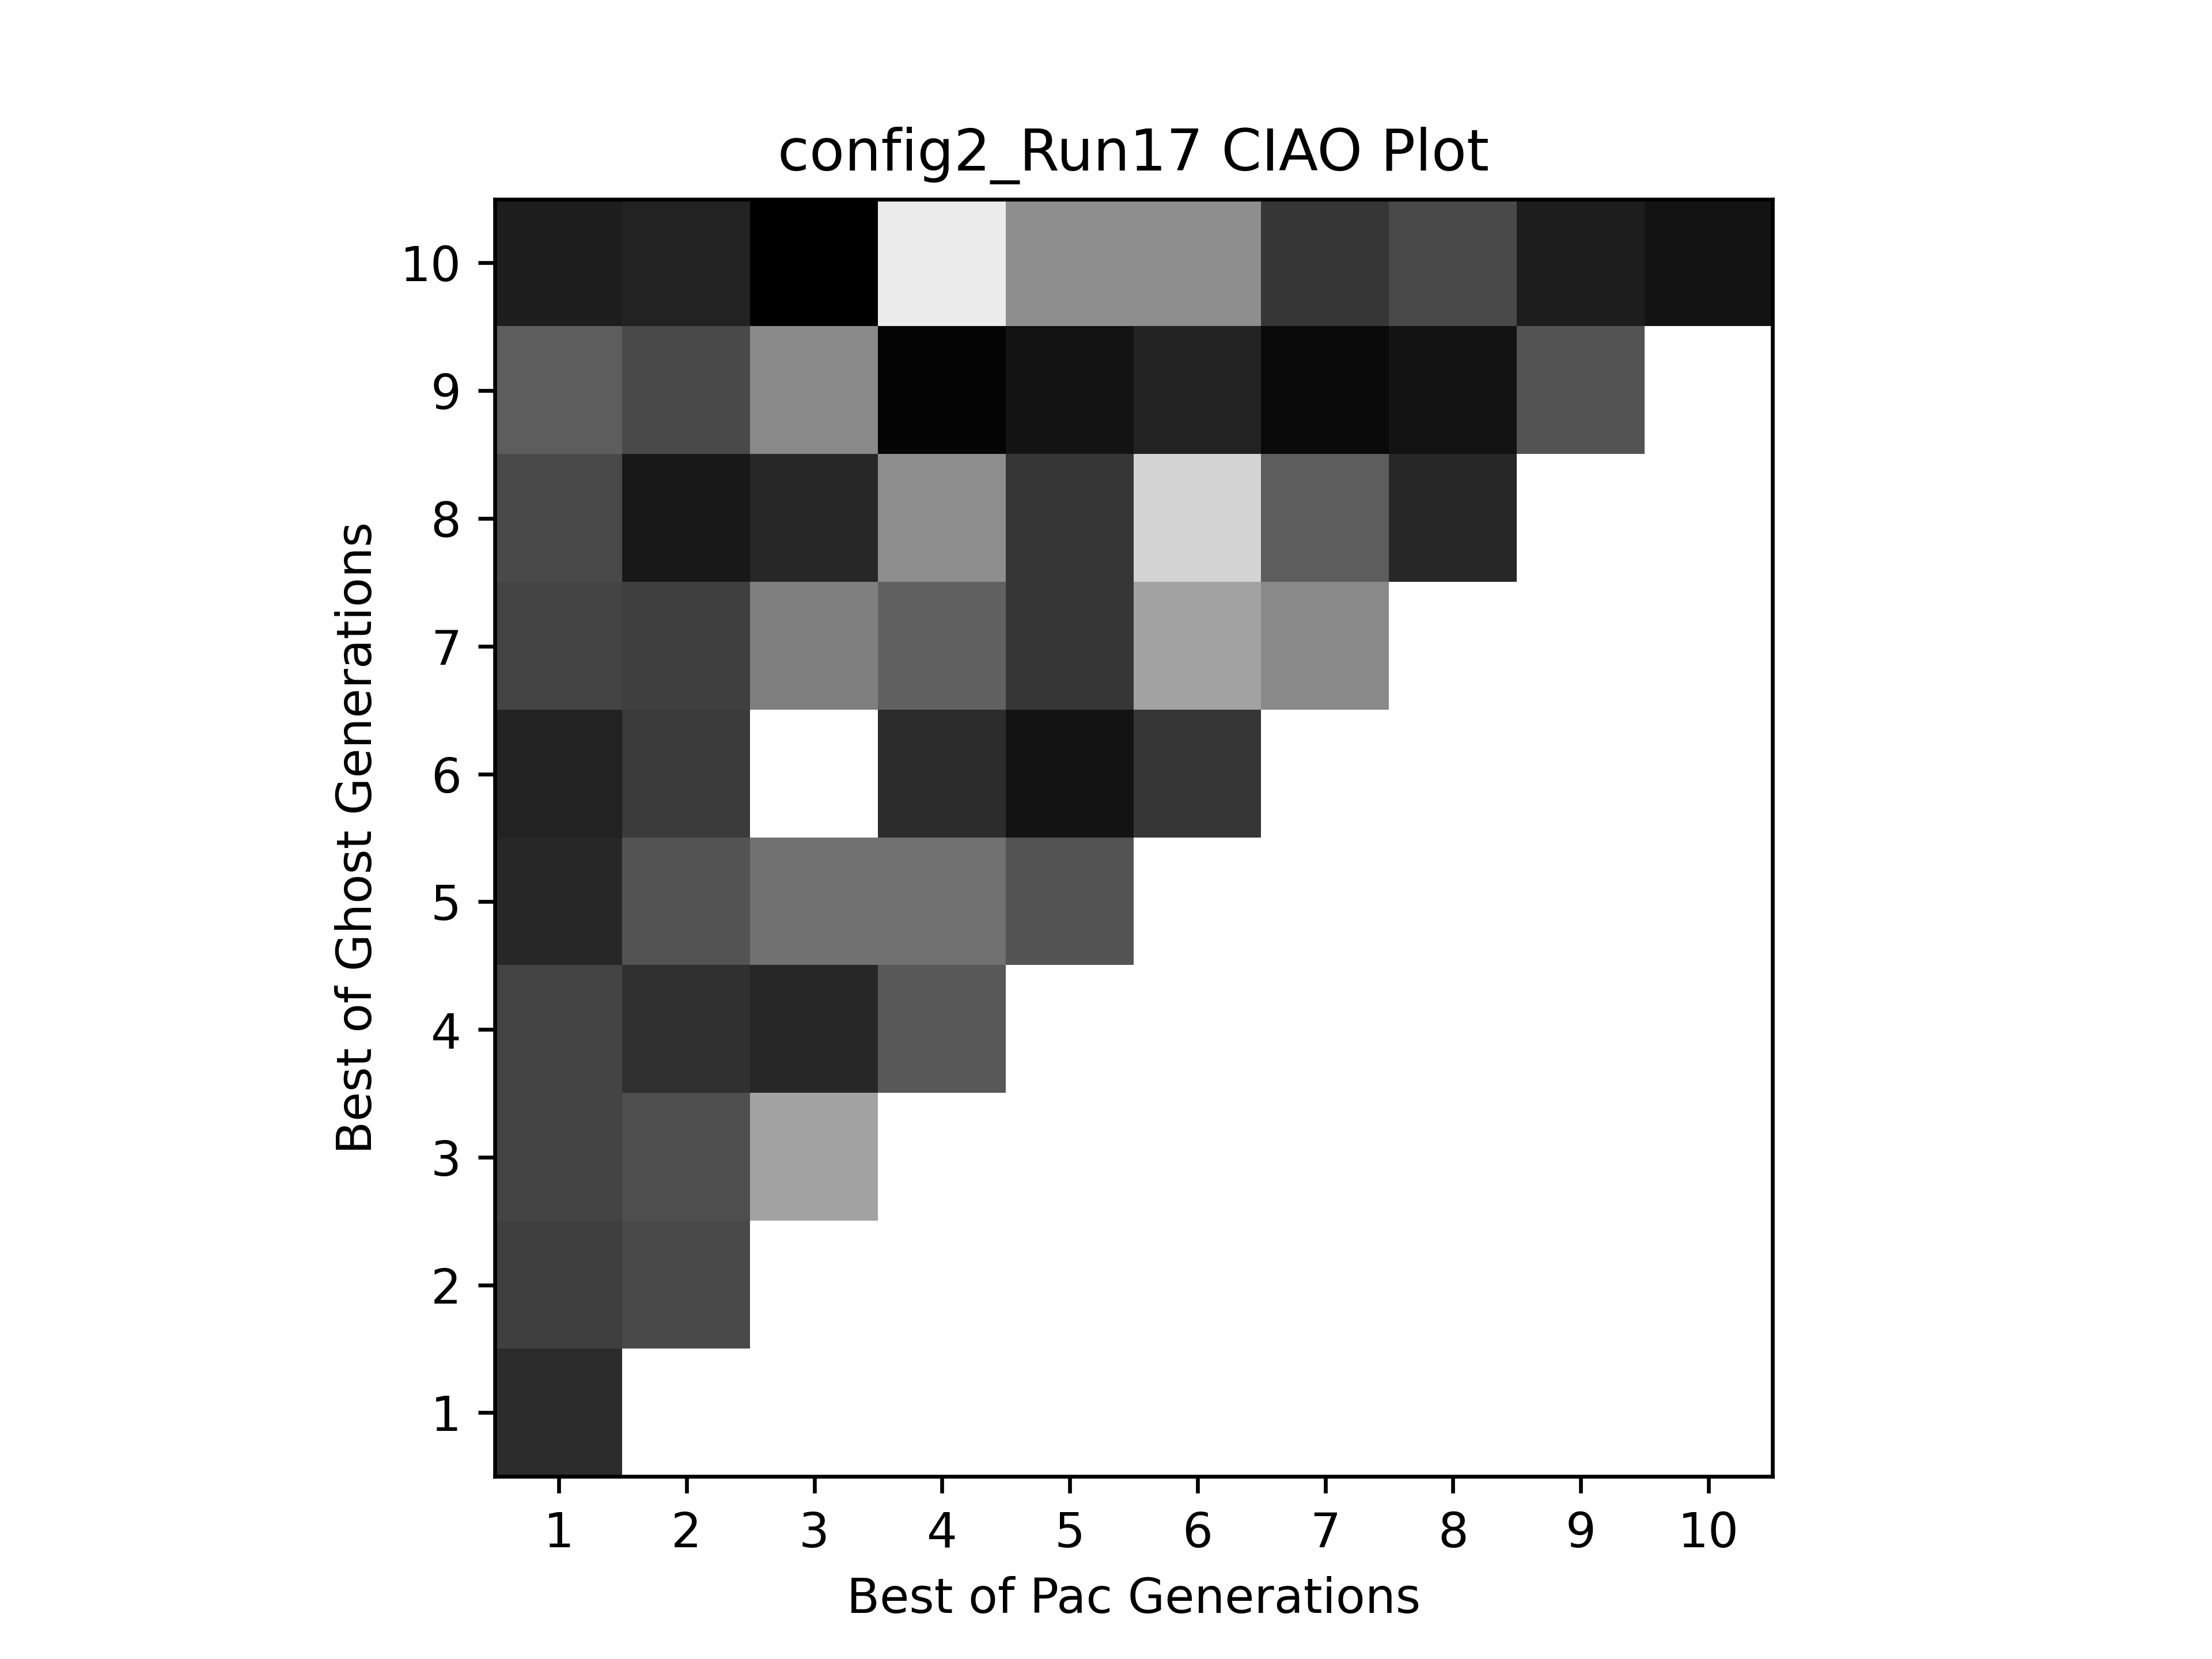 config2_Run17 CIAO Plot
10
9
8
7
6
5
4
3
2
1
Best of Ghost Generations
1 2 3 4 5 6 7 8 9 10
Best of Pac Generations